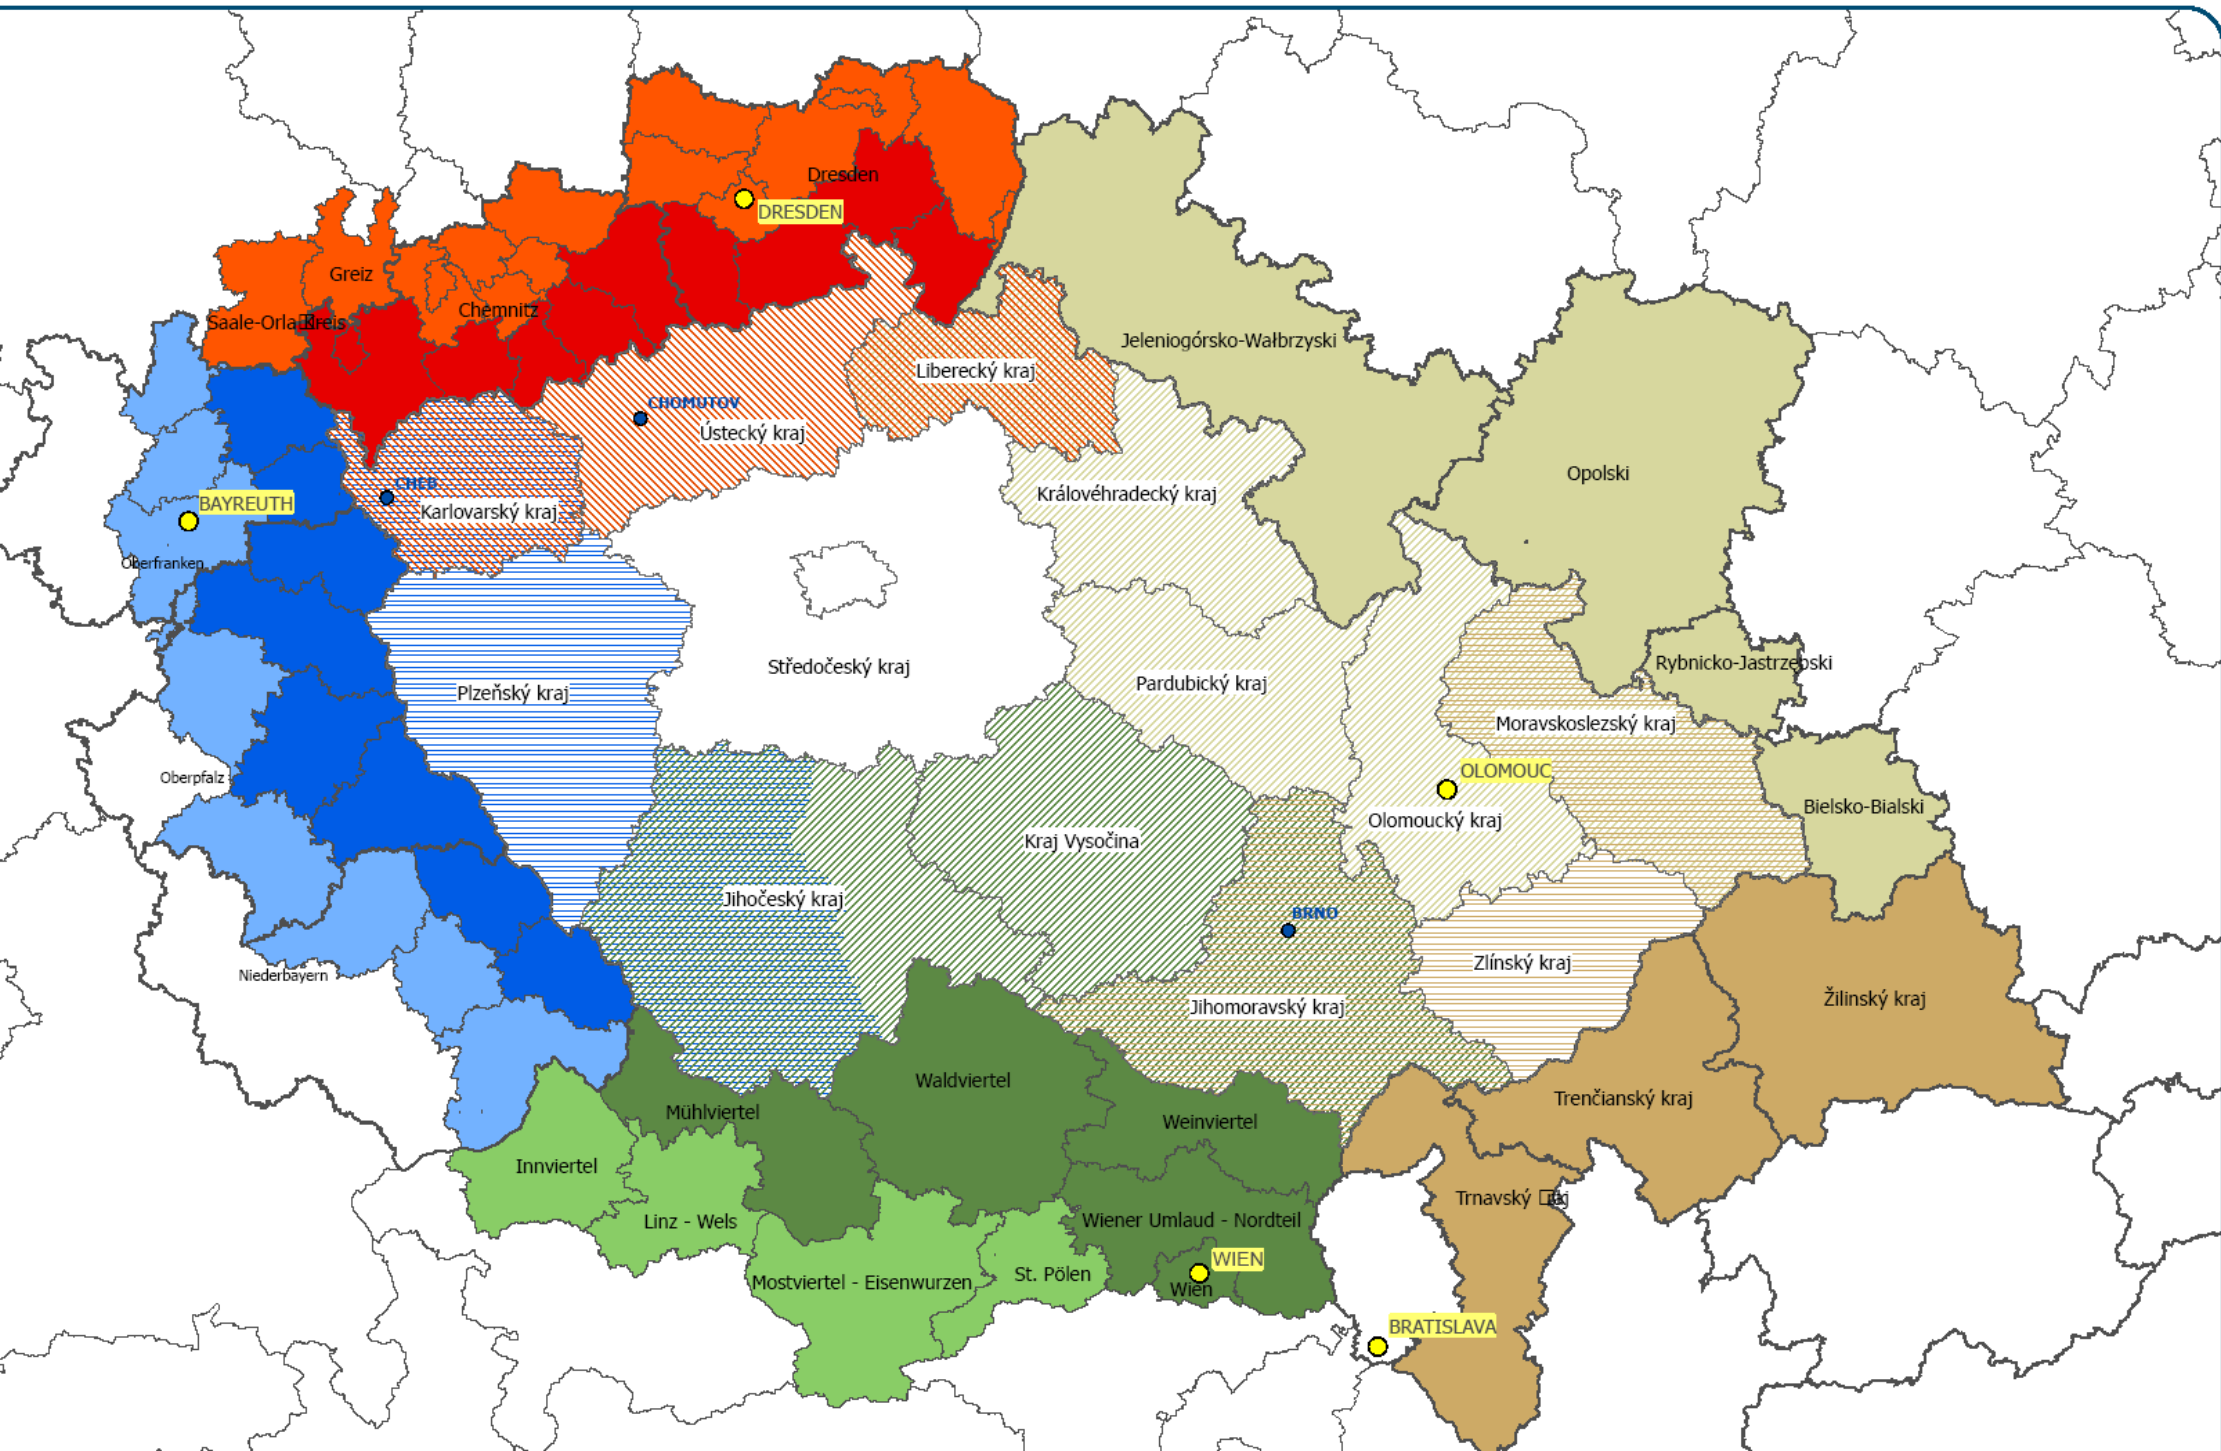 Dresden
DRESDEN
Greiz
Chemnitz
Saale-Orla
Kreis
Jeleniogórsko-Wałbrzyski
Liberecký kraj
CHOMUTOV
Ústecký kraj
Opolski
CHEB
Královéhradecký kraj
BAYREUTH
Karlovarský kraj
Oberfranken
Středočeský kraj
Rybnicko-Jastrzebski
Plzeňský kraj
Pardubický kraj
Moravskoslezský kraj
OLOMOUC
Oberpfalz
Bielsko-Bialski
Olomoucký kraj
Kraj Vysočina
Jihočeský kraj
BRNO
Niederbayern
Zlínský kraj
Žilinský kraj
Jihomoravský kraj
Waldviertel
Mühlviertel
Trenčianský kraj
Weinviertel
Innviertel
Trnavský
Linz - Wels
Wiener Umlaud - Nordteil
WIEN
Mostviertel - Eisenwurzen
St. Pölen
Wien
BRATISLAVA